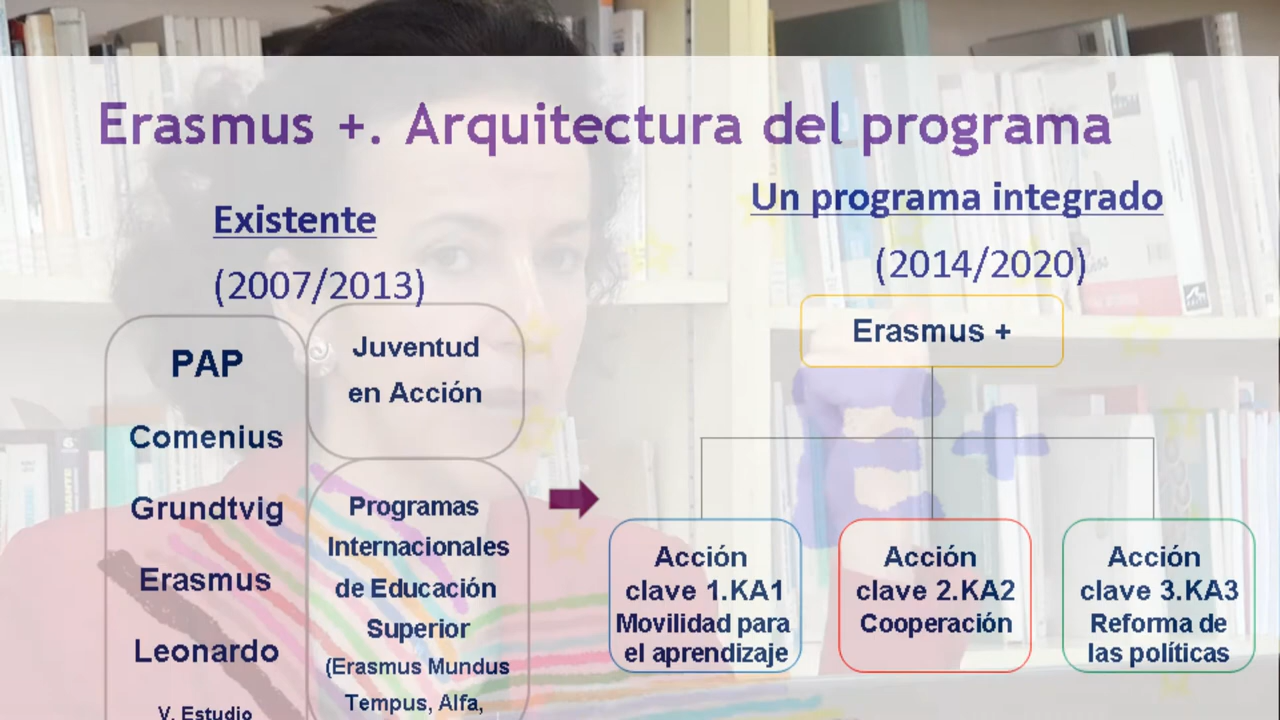 Erasmus +. Arquitectura del programa
Existente
(2007/2013)
PAP
Comenius
Grundtvig
Erasmus
Leonardo
V. Estudio
Juventud
en Acción
Programas
Internacionales
de Educación
Superior
(Erasmus Mundus
Tempus, Alfa,
Un programa integrado
(2014/2020)
Erasmus +
Acción
clave 1.KA1
Movilidad para
el aprendizaje
Acción
clave 2.KA2
Cooperación
Acción
clave 3.KA3
Reforma de
las políticas
E+